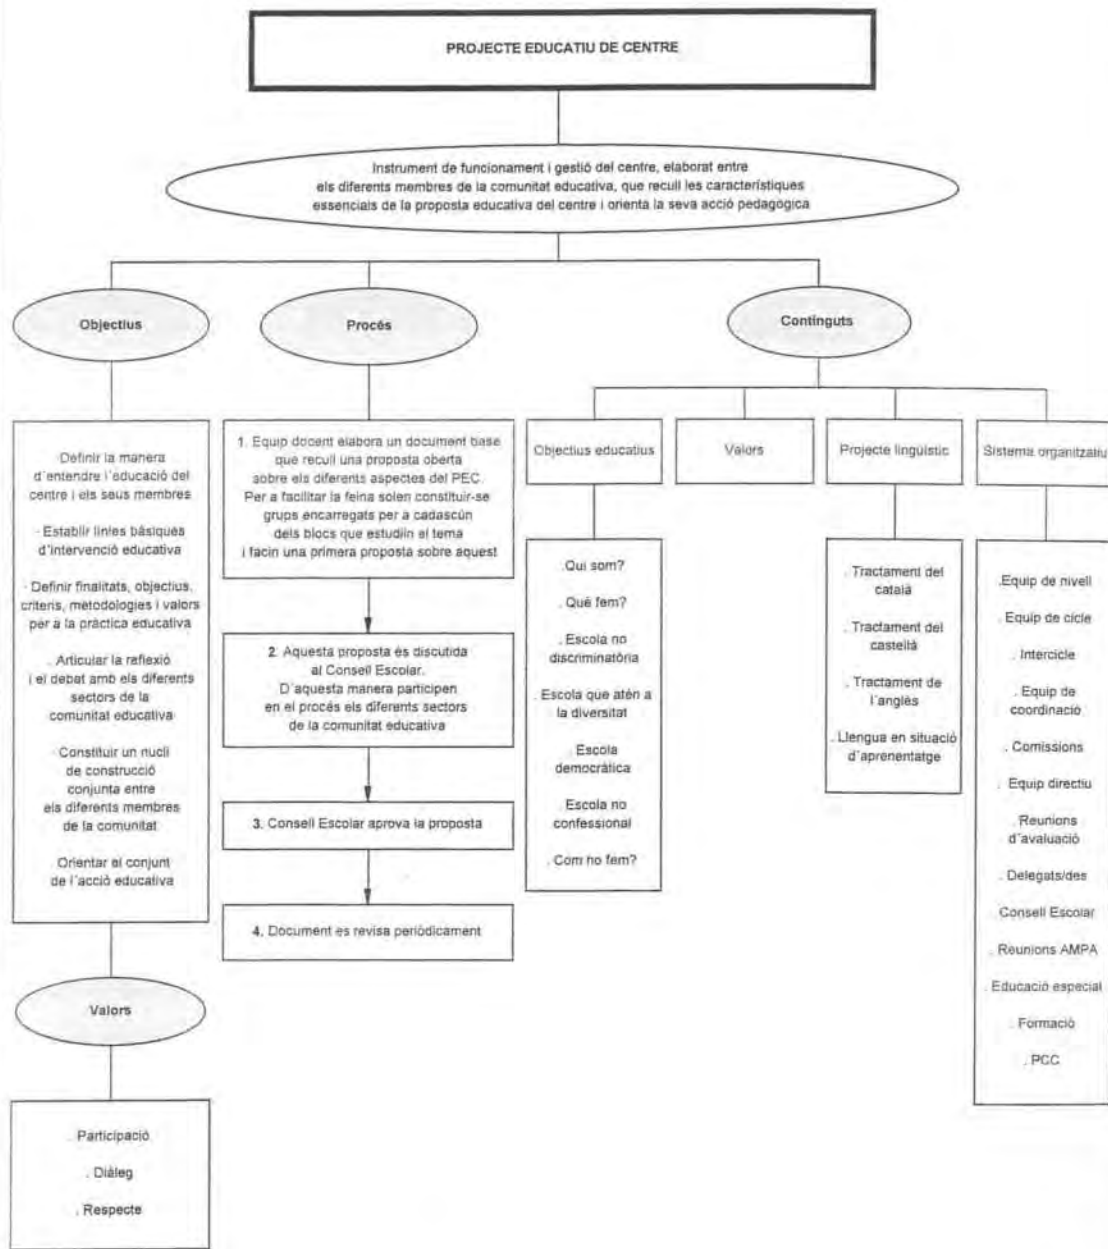 PROJECTE EDUCATIU DE CENTRE
Instrument de funcionament i gestió del centre, elaborat entre
els diferents membres de la comunitat educativa, que recull les característiques
essencials de la proposta educativa del centre i orienta la seva acció pedagògica
Objectius
· Definir la manera
d´entendre l´educació del
centre i els seus membres
· Establir línies bàsiques
d´intervenció educativa
· Definir finalitats, objectius,
criteris, metodologies i valors
per a la pràctica educativa
. Articular la reflexió
i el debat amb els diferents
sectors de la
comunitat educativa
· Constituir un nucli
de construcció
conjunta entre
els diferents membres
de la comunitat
. Orientar el conjunt
de l´acció educativa
Valors
. Participació
. Diàleg
. Respecte
Procés
1. Equip docent elabora un document base
que recull una proposta oberta
sobre els diferents aspectes del PEC.
Per a facilitar la feina solen constituir-se
grups encarregats per a cadascún
dels blocs que estudiïn el tema
i facin una primera proposta sobre aquest
2. Aquesta proposta és discutida
al Consell Escolar.
D´aquesta manera participen
en el procés els diferents sectors
de la comunitat educativa
3. Consell Escolar aprova la proposta
4. Document es revisa periòdicament
Continguts
Objectius educatius
.Qui som?
. Què fem?
. Escola no
discriminatòria
. Escola que atén a
la diversitat
. Escola
democràtica
. Escola no
confessional
. Com ho fem?
Valors
Projecte lingüístic
. Tractament del
català
. Tractament del
castellà
. Tractament de
l´anglès
. Llengua en situació
d´aprenentatge
Sistema organitzatiu
.Equip de nivell
. Equip de cicle
. Intercicle
. Equip de
coordinació
. Comissions
. Equip directiu
. Reunions
d´avaluació
. Delegats/des
Consell Escolar
. Reunions AMPA
. Educació especial
. Formació
. PCC